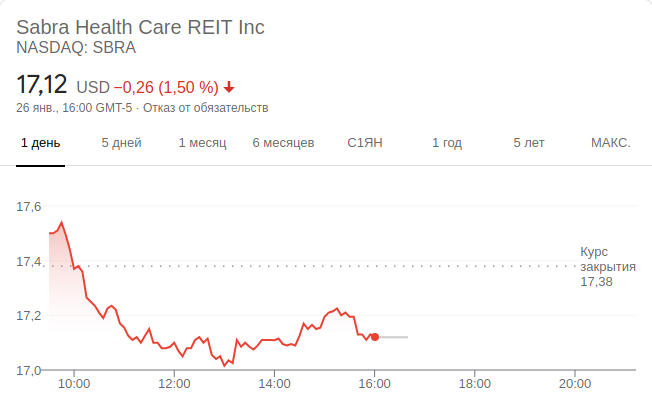 Sabra Health Care REIT Inc
NASDAQ: SBRA
17,12 USD −0,26 (1,50 %)
26 янв., 16:00 GMT-5 · Отказ от обязательств
1 день 5 дней 1 месяц 6 месяцев С1ЯН 1 год 5 лет МАКС.
17,6
Курс
17,4 закрытия
17,38
17,2
17,0
10:00 12:00 14:00 16:00 18:00 20:00